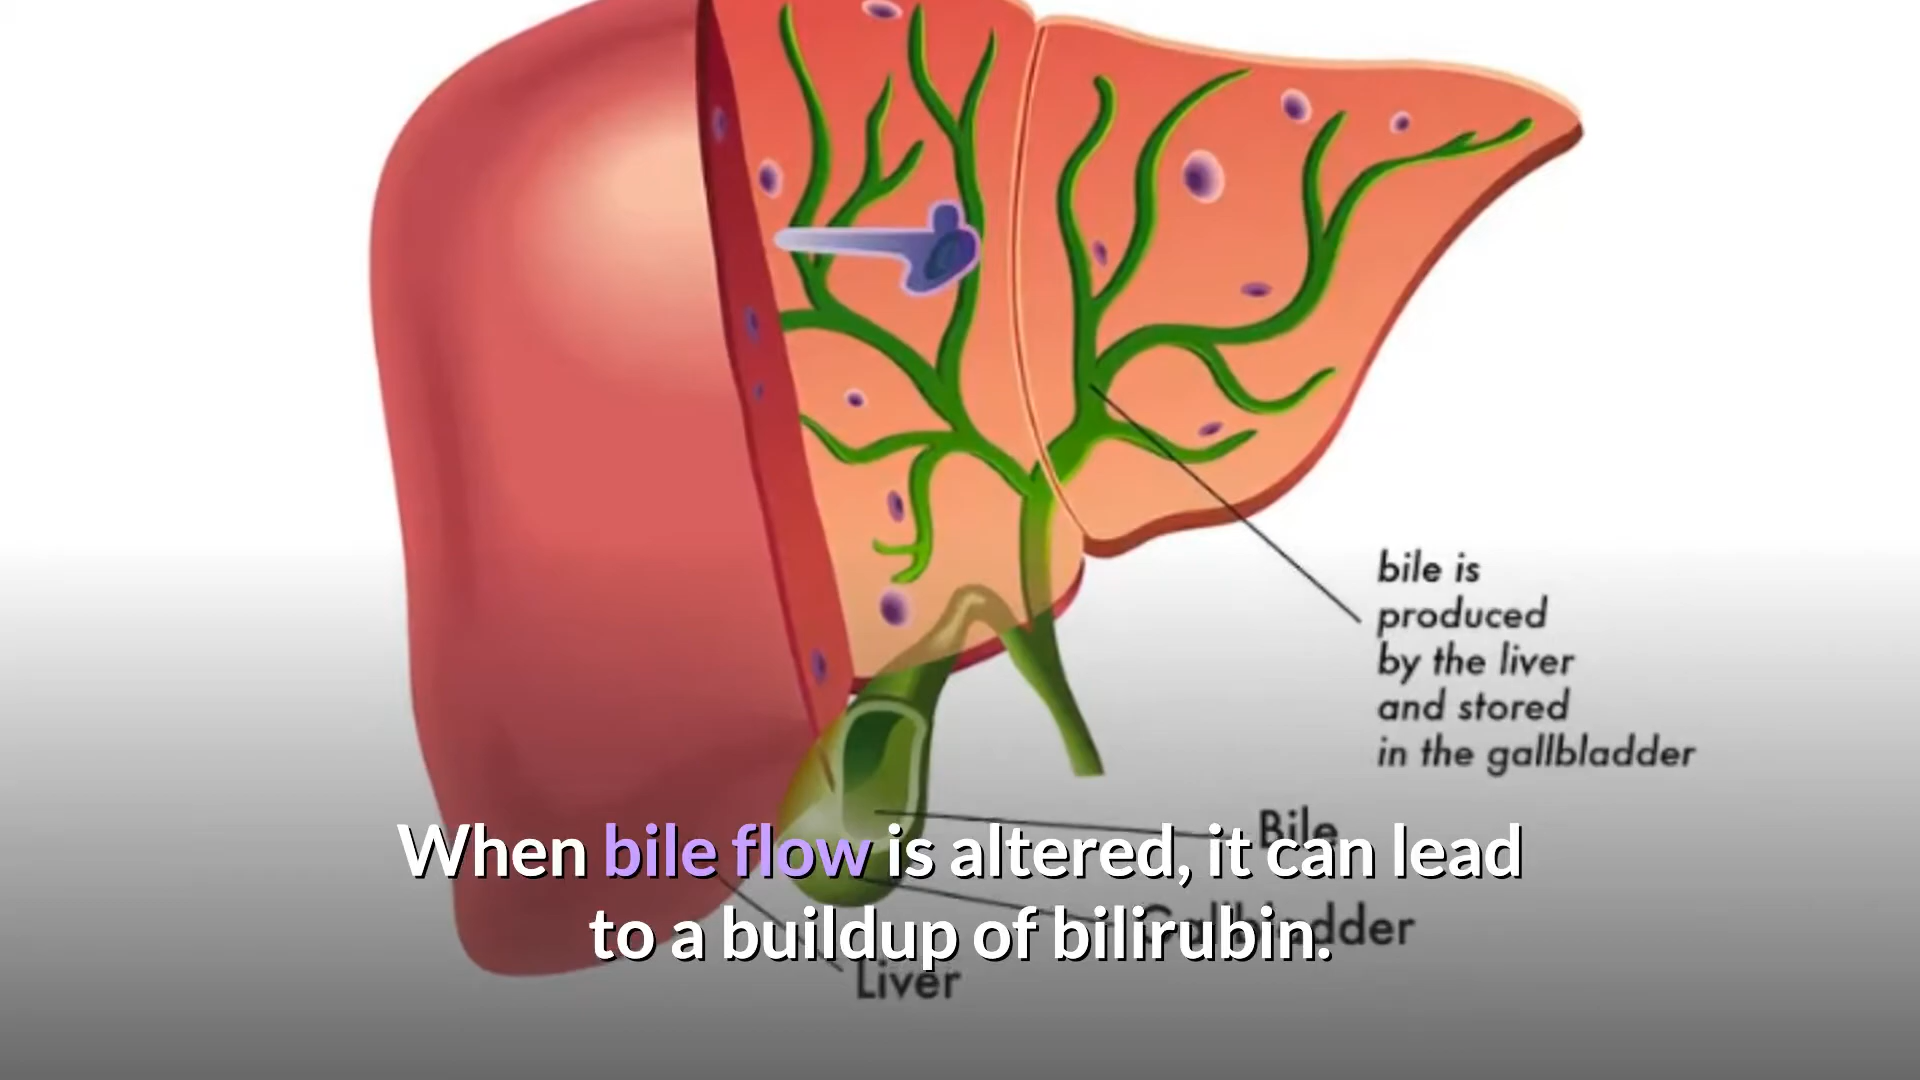 bile is
produced
by the liver
and stored
in the gallbladder
Bile
When bile flow is altered, it can lead
Gallbladder
to a buildup of bilirubin.
Liver